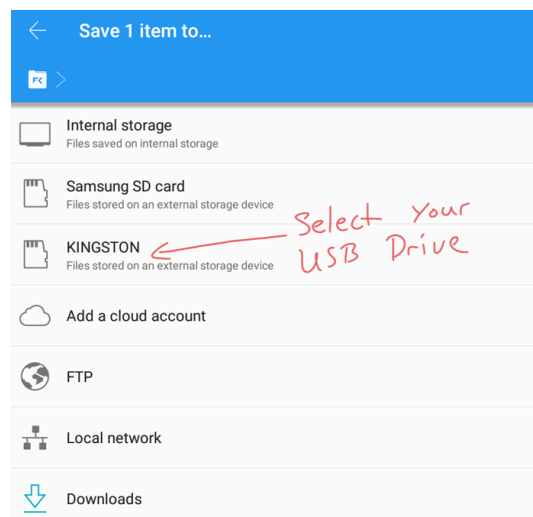 Save 1 item to...
FX
Internal storage
Files saved on internal storage
Samsung SD card
Files stored on an external storage device
KINGSTON
Files stored on an external storage device
Select Your
USB Drive
Add a cloud account
FTP
Local network
Downloads